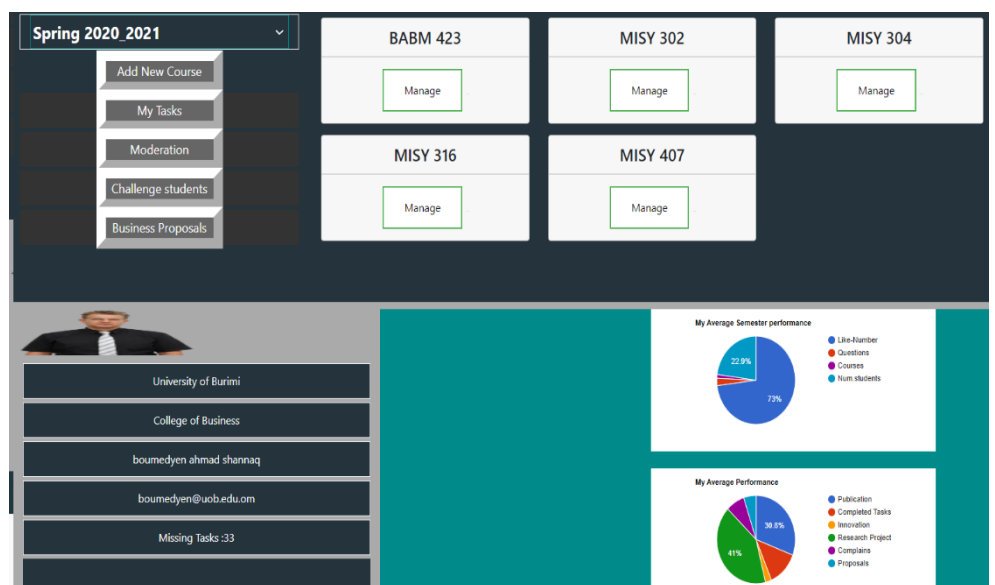 Spring 2020_2021
Add New Course
My Tasks
Moderation
Challenge students
Business Proposals
BABM 423
Manage
MISY 302
Manage
MISY 304
Manage
MISY 316
Manage
MISY 407
Manage
University of Burimi
College of Business
boumedyen ahmad shannaq
boumedyen@uob.edu.om
Missing Tasks :33
My Average Semester performance
22.9%
73%
Like-Number
Questions
Courses
Num.students
My Average Performance
30.8%
41%
Publication
Completed Tasks
Innovation
Research Project
Complains
Proposals